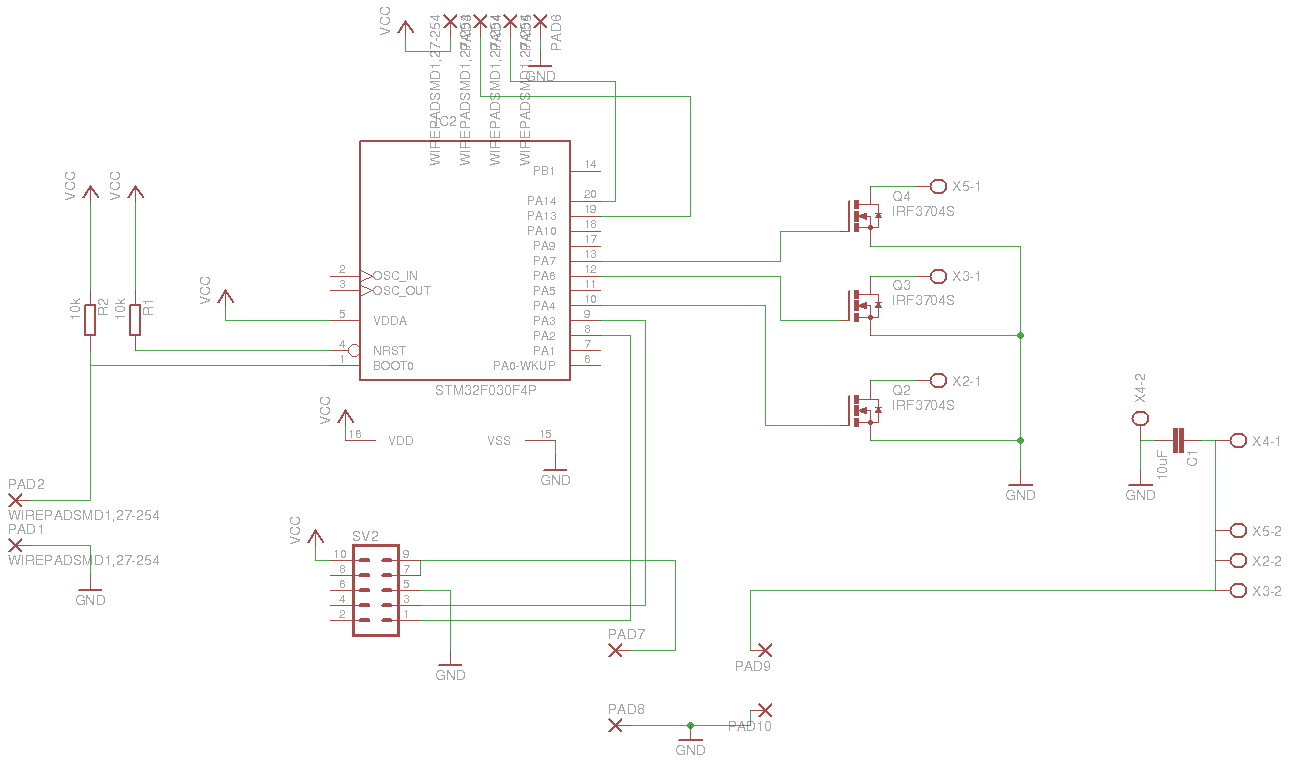 VCC
WIREPADSMD1,27-254
WIREPADSMD1,27-254
WIREPADSMD1,27-254
WIREPADSMD1,27-254
PAD6
GND
VCC
VCC
PB1 14
PA14 20
PA13 19
PA10 18
PA9 17
PA7 13
PA6 12
PA5 11
PA4 10
PA3 9
PA2 8
PA1 7
PA0-WKUP 6
2 OSC_IN
3 OSC_OUT
5 VDDA
4 NRST
1 BOOT0
STM32F030F4P
VCC
10k
R2
10k
R1
Q4
IRF3704S
X5-1
Q3
IRF3704S
X3-1
Q2
IRF3704S
X2-1
GND
VCC
16 VDD
VSS 15
GND
X4-2
10uF
C1
X4-1
GND
X5-2
X2-2
X3-2
PAD2
WIREPADSMD1,27-254
PAD1
WIREPADSMD1,27-254
GND
VCC
SV2
10 9
8 7
6 5
4 3
2 1
GND
PAD7
PAD9
PAD8
PAD10
GND